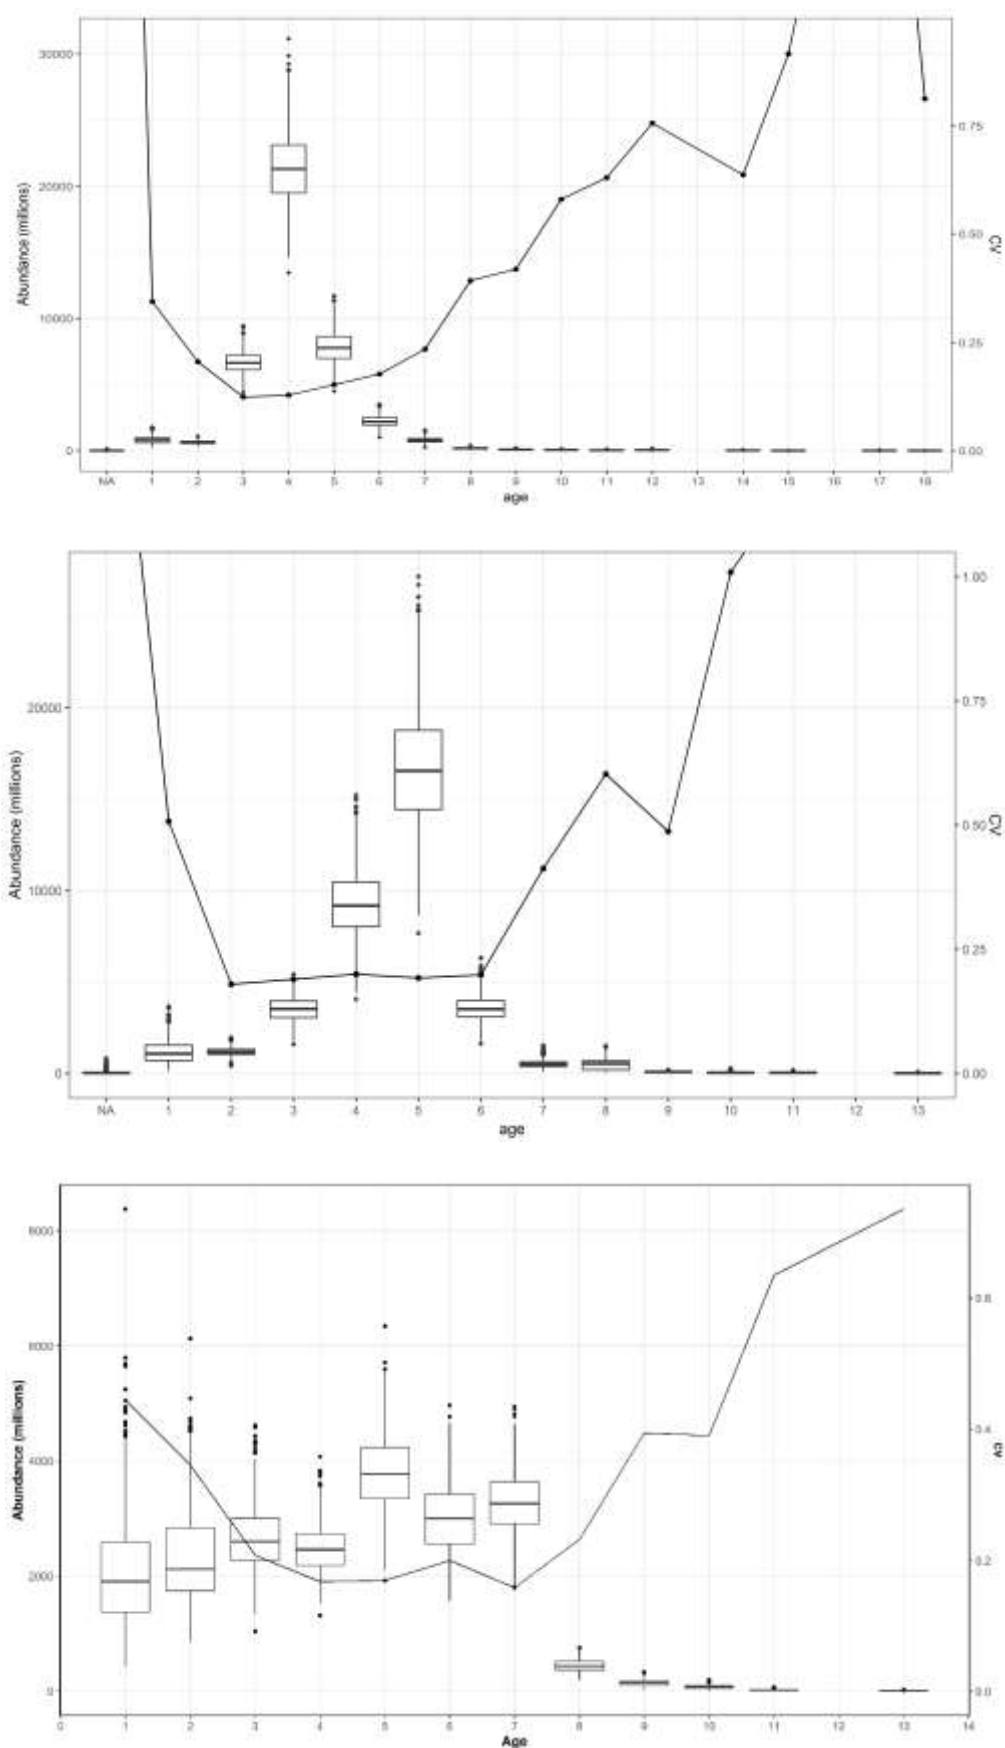 30000
20000
10000
0
Abundance (millions)
0.75
0.50
0.25
0.00
CV
NA 1 2 3 4 5 6 7 8 9 10 11 12 13 14 15 16 17 18
age
20000
10000
0
Abundance (millions)
1.00
0.75
0.50
0.25
0.00
CV
NA 1 2 3 4 5 6 7 8 9 10 11 12 13
age
8000
6000
4000
2000
0
Abundance (millions)
0.6
0.4
0.2
0.0
cv
0 1 2 3 4 5 6 7 8 9 10 11 12 13 14
Age